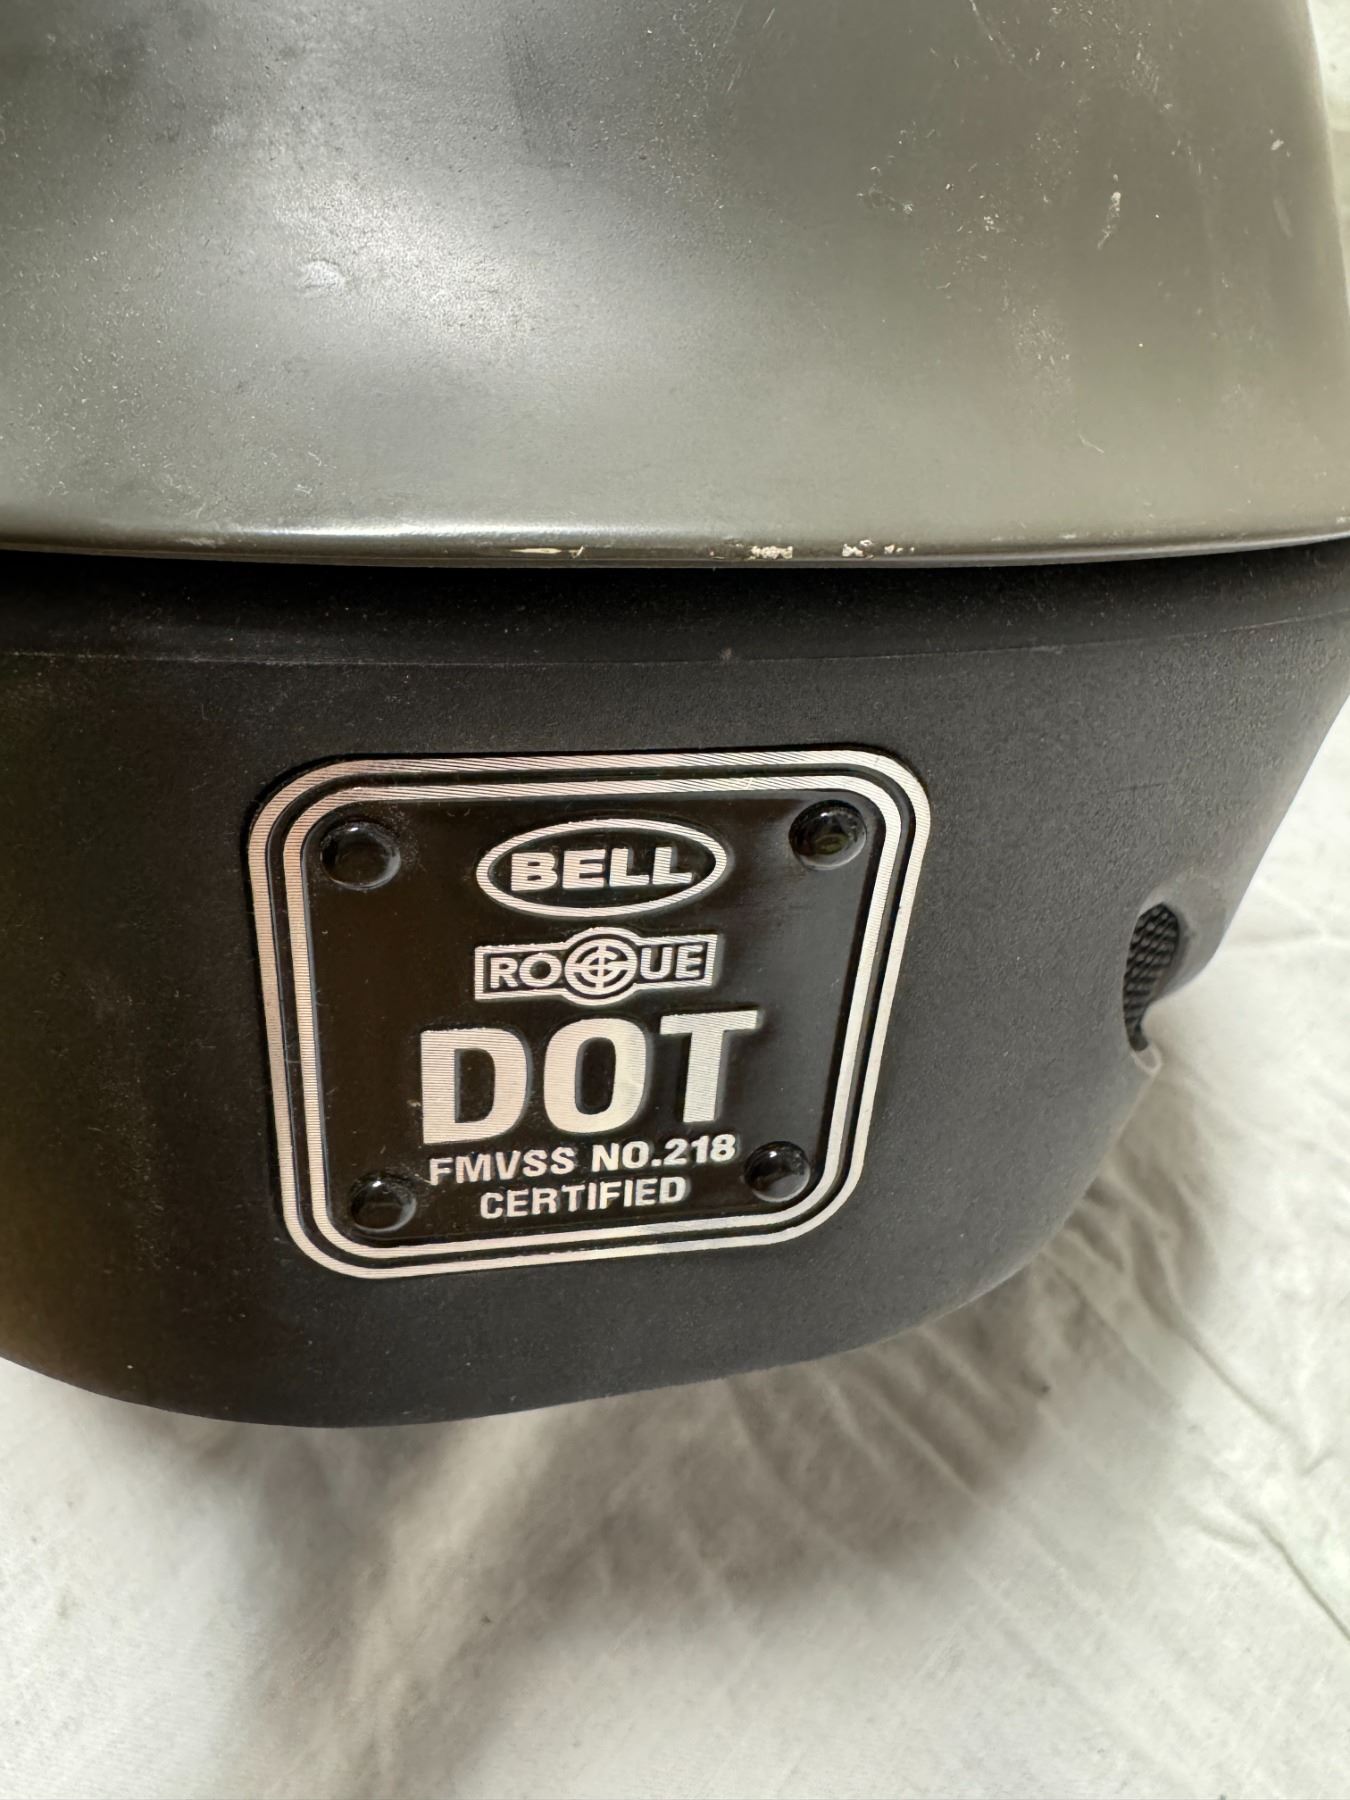 BELL
ROGUE
DOT
FMVSS NO.218
CERTIFIED